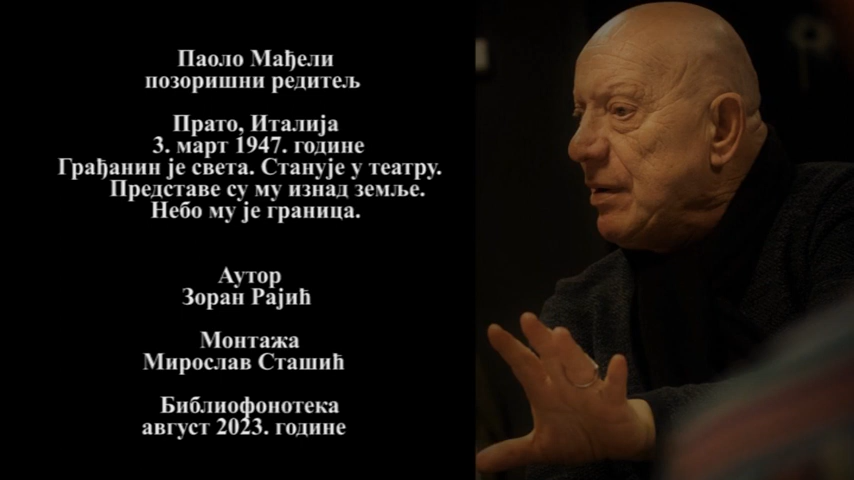 Паоло Мађели
позоришни редитељ
Прато, Италија
3. март 1947. године
Грађанин је света. Станује у театру.
Представе су му изнад земље.
Небо му је граница.
Аутор
Зоран Рајић
Монтажа
Мирослав Сташић
Библиофонотека
август 2023. године